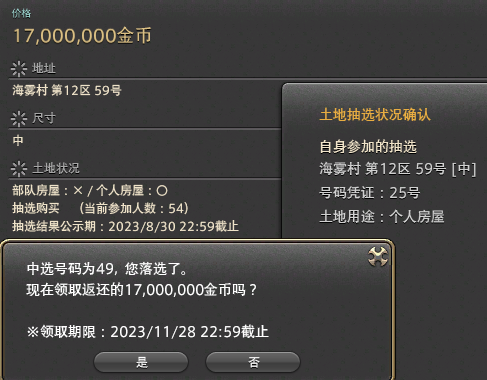 价格
17,000,000金币
地址
海雾村 第12区 59号
尺寸
中
土地状况
部队房屋：× / 个人房屋：○
抽选购买 （当前参加人数：54）
抽选结果公示期：2023/8/30 22:59截止
土地抽选状况确认
自身参加的抽选
海雾村 第12区 59号 [中]
号码凭证：25号
土地用途：个人房屋
中选号码为49, 您落选了。
现在领取返还的17,000,000金币吗？
※领取期限：2023/11/28 22:59截止
是
否